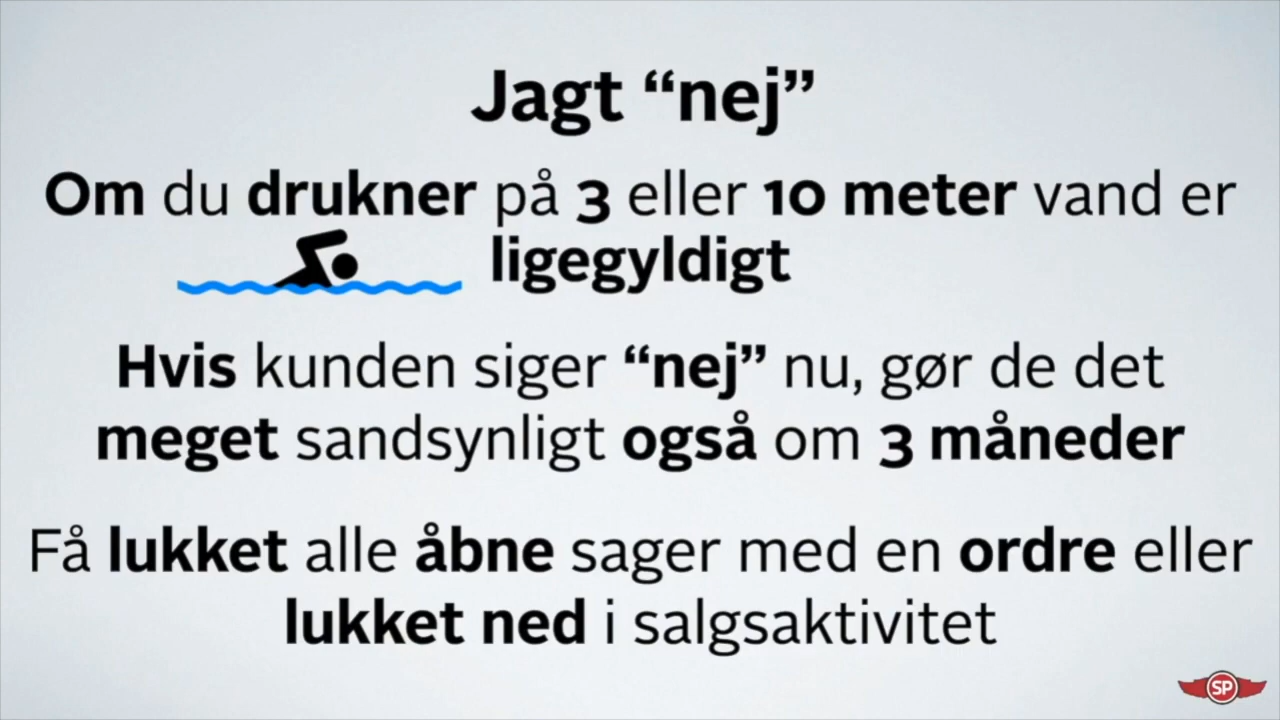 Jagt “nej”
Om du drukner på 3 eller 10 meter vand er
ligegyldigt
Hvis kunden siger “nej” nu, gør de det
meget sandsynligt også om 3 måneder
Få lukket alle åbne sager med en ordre eller
lukket ned i salgsaktivitet
SP